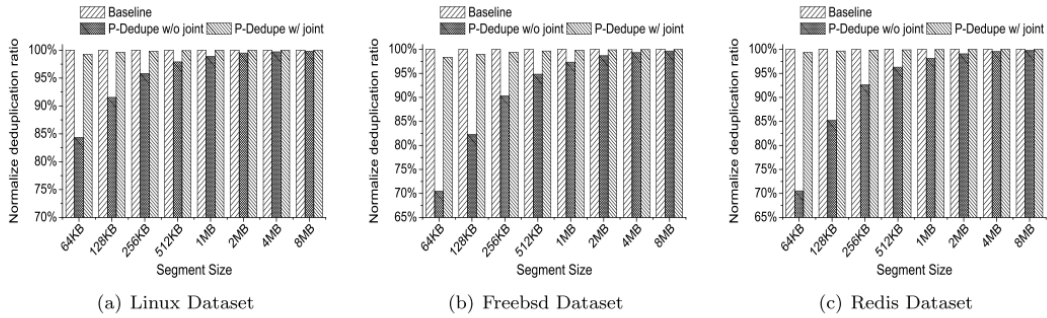 Baseline
P-Dedupe w/o joint P-Dedupe w/ joint
Normalize deduplication ratio
100%
95%
90%
85%
80%
75%
70%
64KB 128KB 256KB 512KB 1MB 2MB 4MB 8MB
Segment Size
(a) Linux Dataset
Baseline
P-Dedupe w/o joint P-Dedupe w/ joint
Normalize deduplication ratio
100%
95%
90%
85%
80%
75%
70%
65%
64KB 128KB 256KB 512KB 1MB 2MB 4MB 8MB
Segment Size
(b) Freebsd Dataset
Baseline
P-Dedupe w/o joint P-Dedupe w/ joint
Normalize deduplication ratio
100%
95%
90%
85%
80%
75%
70%
65%
64KB 128KB 256KB 512KB 1MB 2MB 4MB 8MB
Segment Size
(c) Redis Dataset